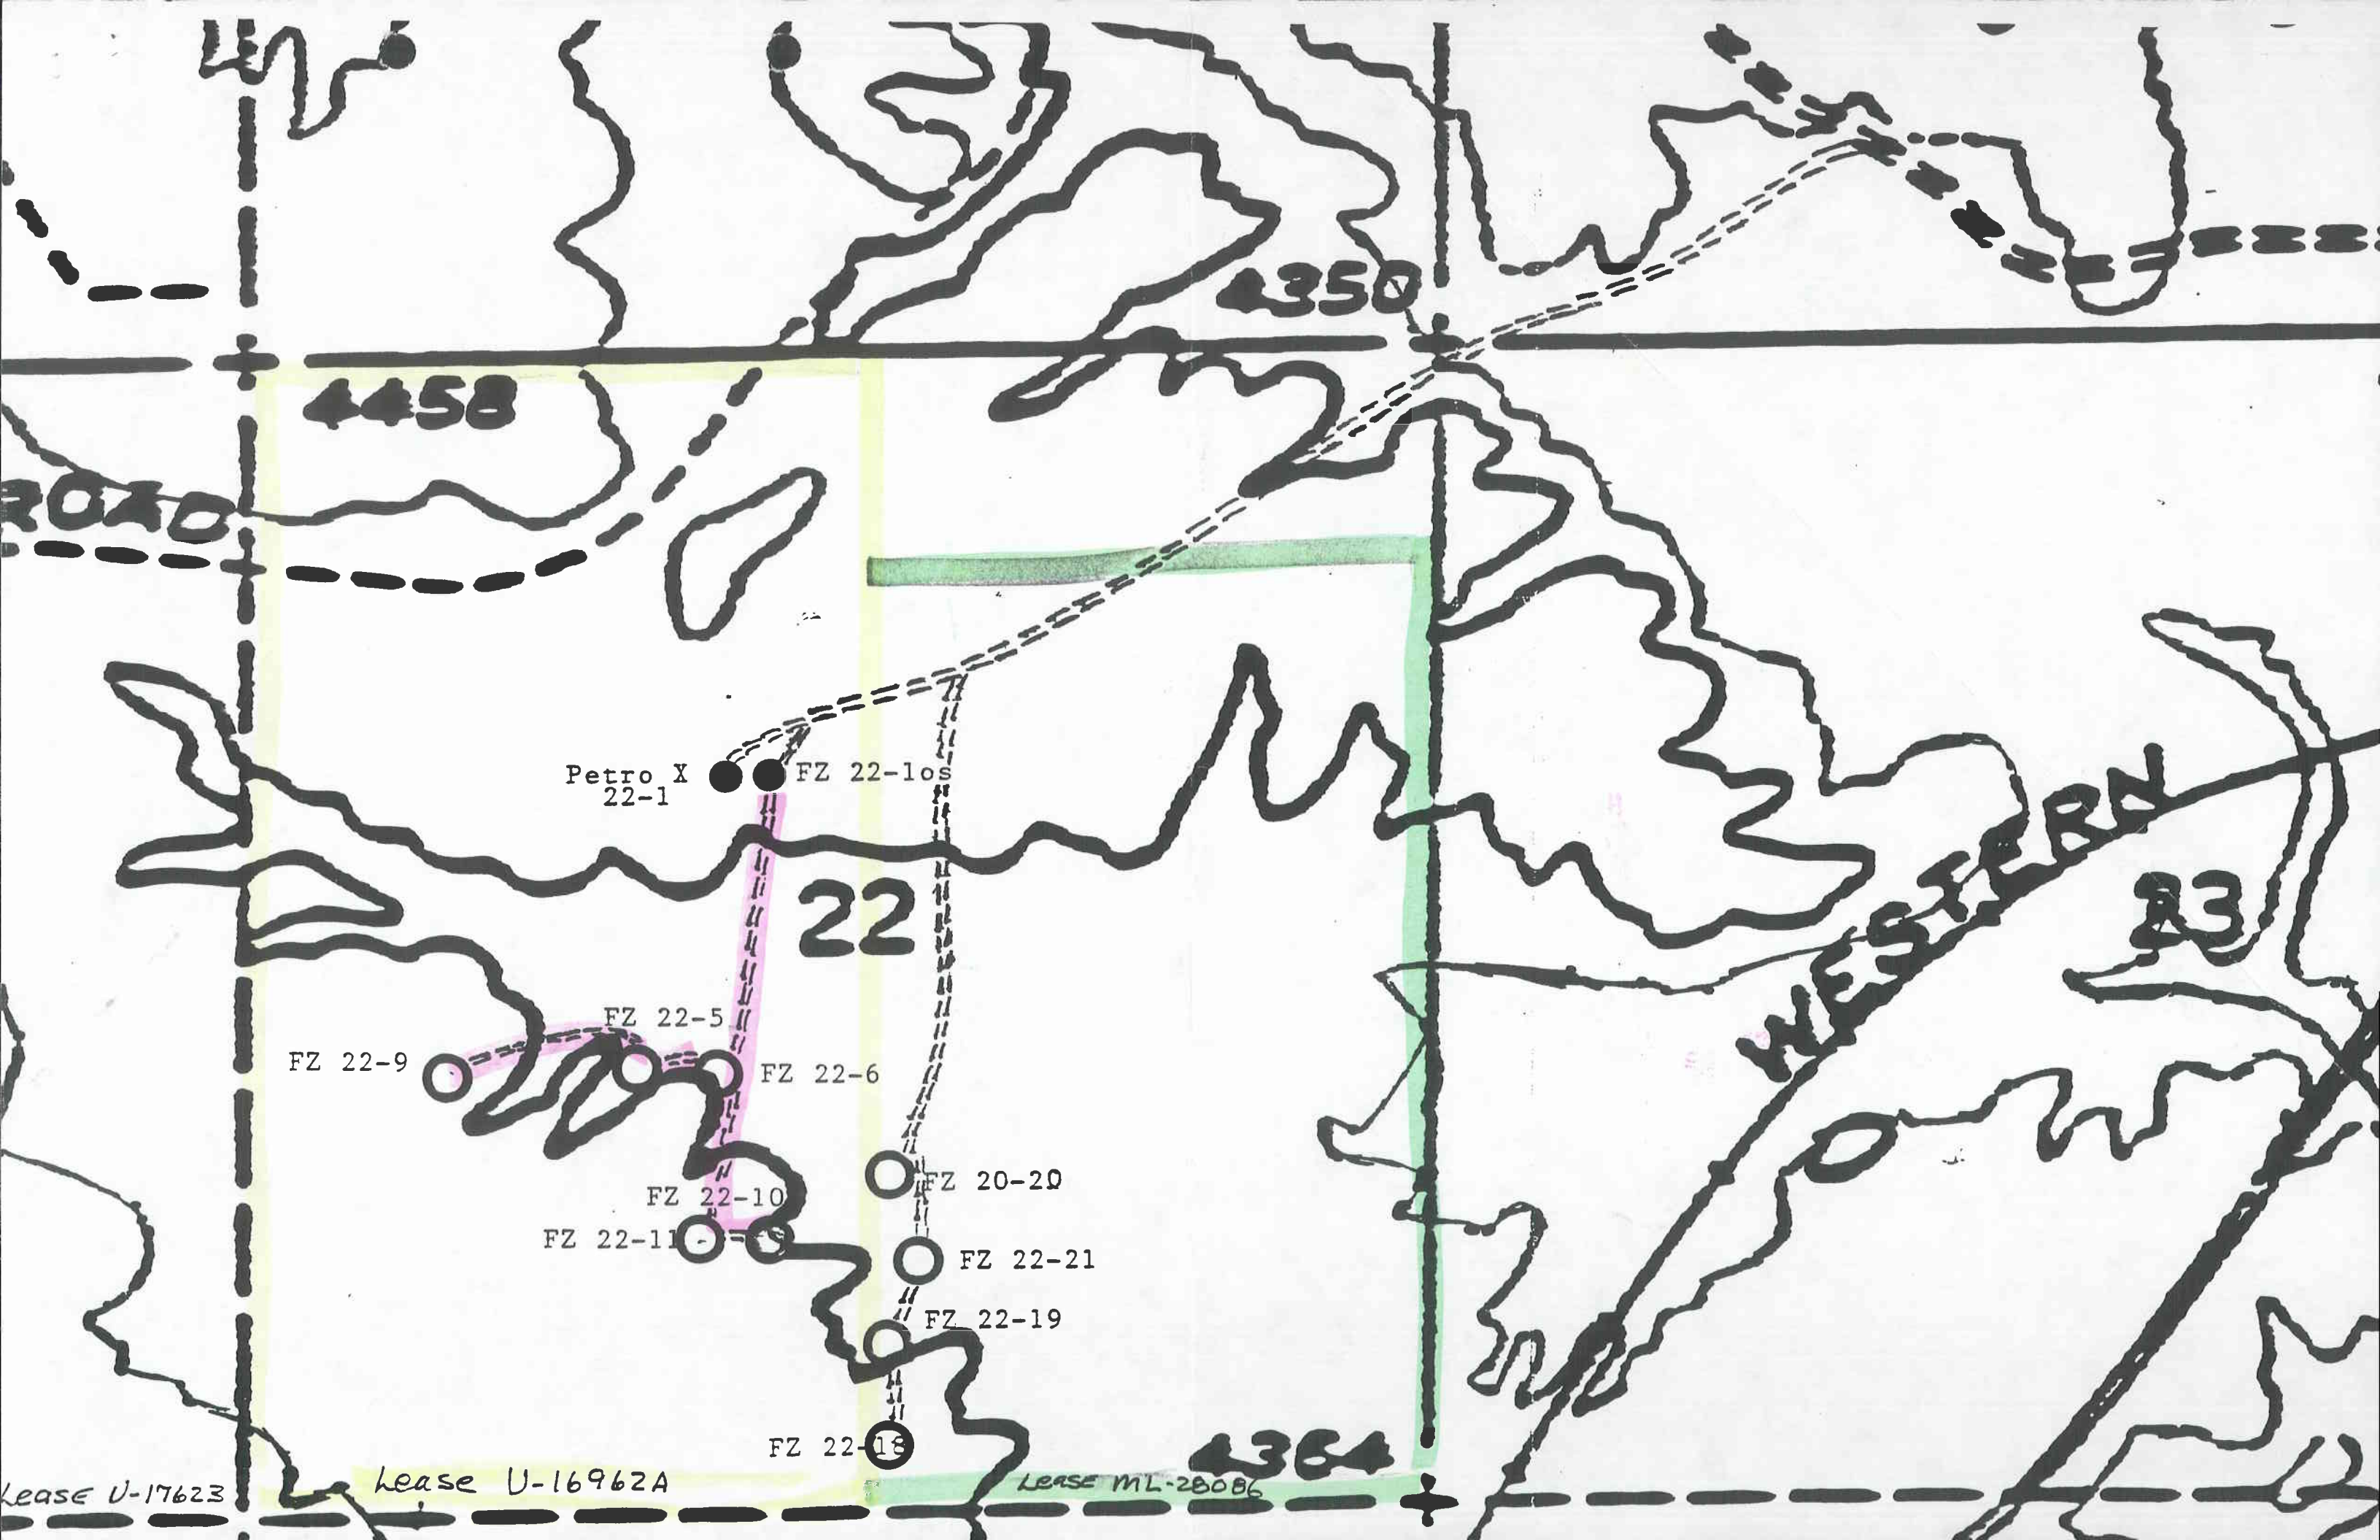 4350
4458
2040
Petro X
22-1
FZ 22-1os
22
WESTERN
23
FZ 22-5
FZ 22-9
FZ 22-6
FZ 20-20
FZ 22-10
FZ 22-11
FZ 22-21
FZ 22-19
FZ 22-18
4364
Lease U-17623
Lease U-16962A
Lease ML-28086